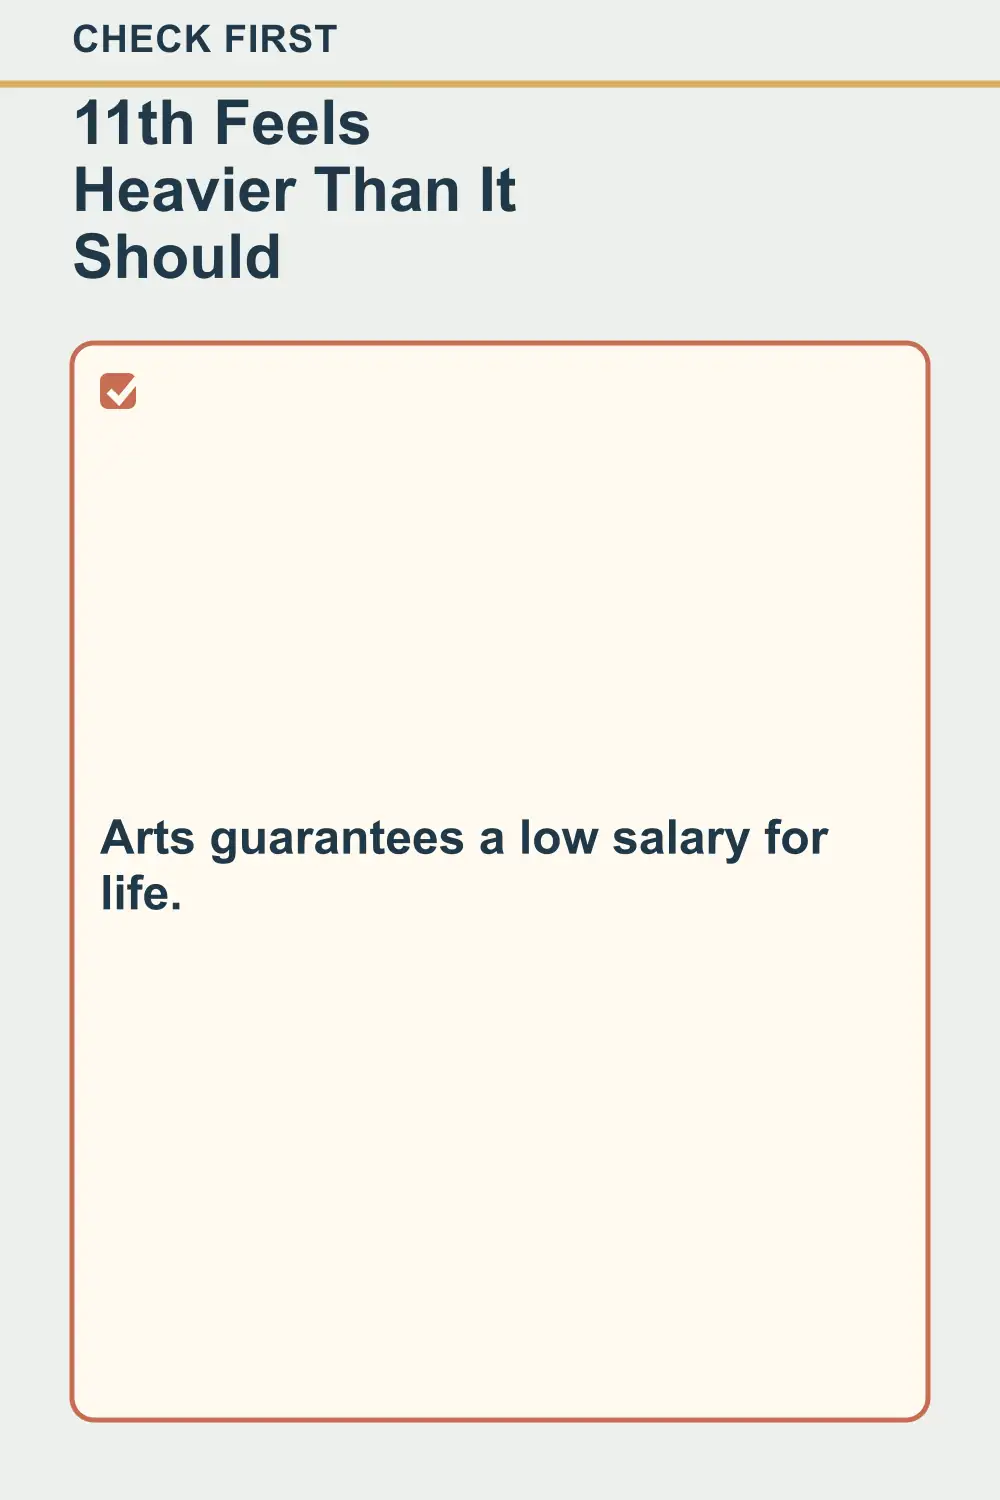 CHECK FIRST
11th Feels
Heavier Than It
Should
Arts guarantees a low salary for
life.